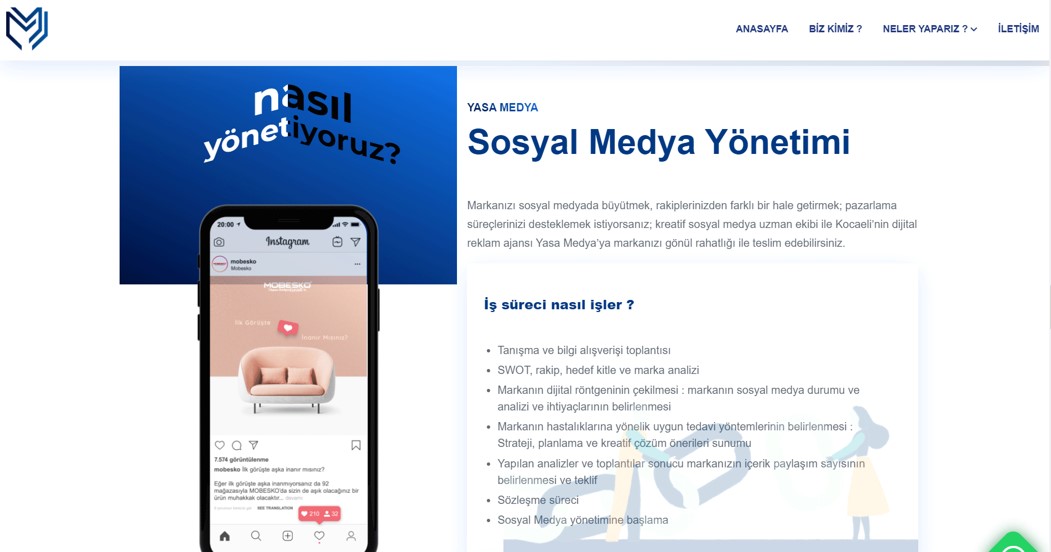 ANASAYFA BİZ KİMİZ ? NELER YAPARIZ ? İLETİŞİM
nasıl
yönetiyoruz?
YASA MEDYA
Sosyal Medya Yönetimi
Markanızı sosyal medyada büyütmek, rakiplerinizden farklı bir hale getirmek; pazarlama
süreçlerinizi desteklemek istiyorsanız; kreatif sosyal medya uzman ekibi ile Kocaeli'nin dijital
reklam ajansı Yasa Medya'ya markanızı gönül rahatlığı ile teslim edebilirsiniz.
20:00
Instagram
mobesko
Mobesko
MOBESKO
İlk Görüşte
İnanır Mısınız?
7.574 görüntülenme
mobesko İlk görüşte aşka inanır mısınız?
Eğer ilk görüşte aşka inanmıyorsanız da 92
mağazasıyla MOBESKO'da sizin de aşık olacağınız bir
ürün muhakkak olacaktır...
SEE TRANSLATION
210 32
İş süreci nasıl işler ?
Tanışma ve bilgi alışverişi toplantısı
SWOT, rakip, hedef kitle ve marka analizi
Markanın dijital röntgeninin çekilmesi : markanın sosyal medya durumu ve
analizi ve ihtiyaçlarının belirlenmesi
Markanın hastalıklarına yönelik uygun tedavi yöntemlerinin belirlenmesi :
Strateji, planlama ve kreatif çözüm önerileri sunumu
Yapılan analizler ve toplantılar sonucu markanızın içerik paylaşım sayısının
belirlenmesi ve teklif
Sözleşme süreci
Sosyal Medya yönetimine başlama